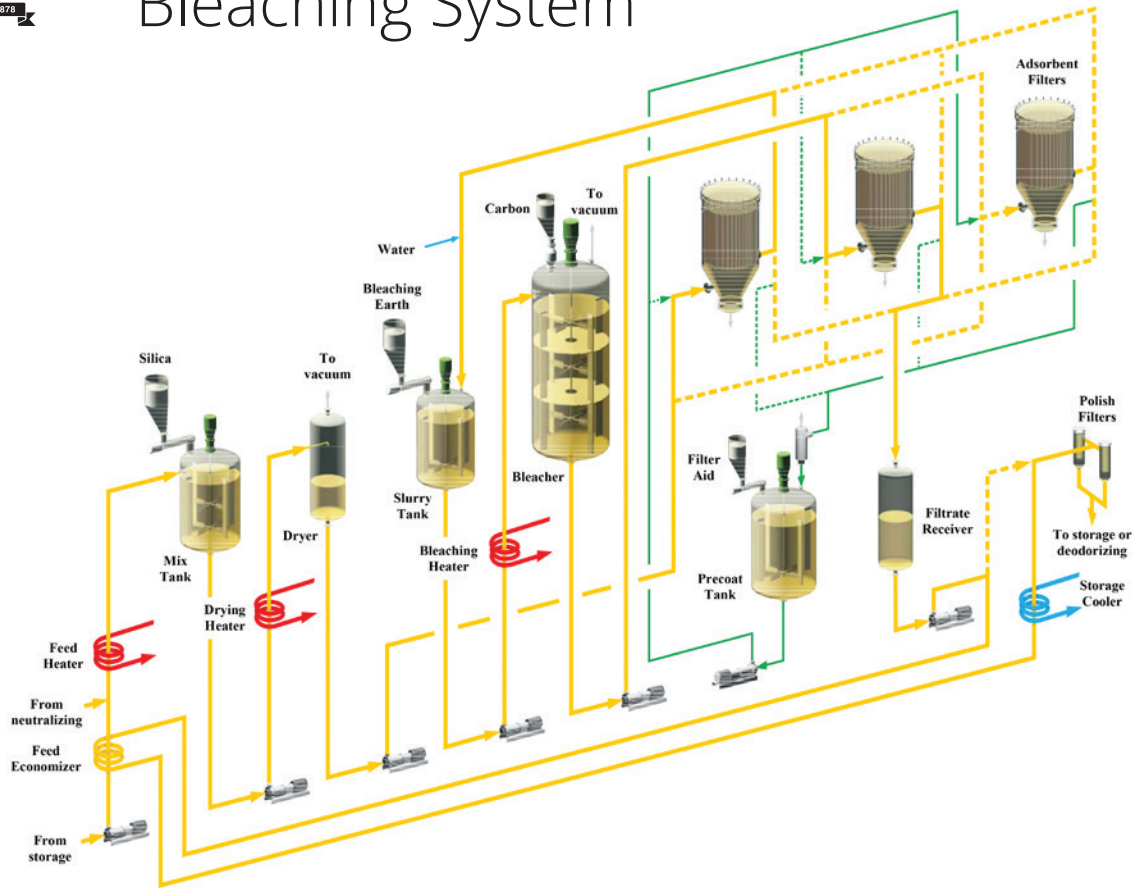 878
Bleaching System
Adsorbent
Filters
Carbon
To
vacuum
Water
Bleaching
Earth
Silica
To
vacuum
Polish
Filters
Filter
Aid
Bleacher
Slurry
Tank
Filtrate
Receiver
Dryer
To storage or
deodorizing
Mix
Tank
Bleaching
Heater
Precoat
Tank
Storage
Cooler
Drying
Heater
Feed
Heater
From
neutralizing
Feed
Economizer
From
storage